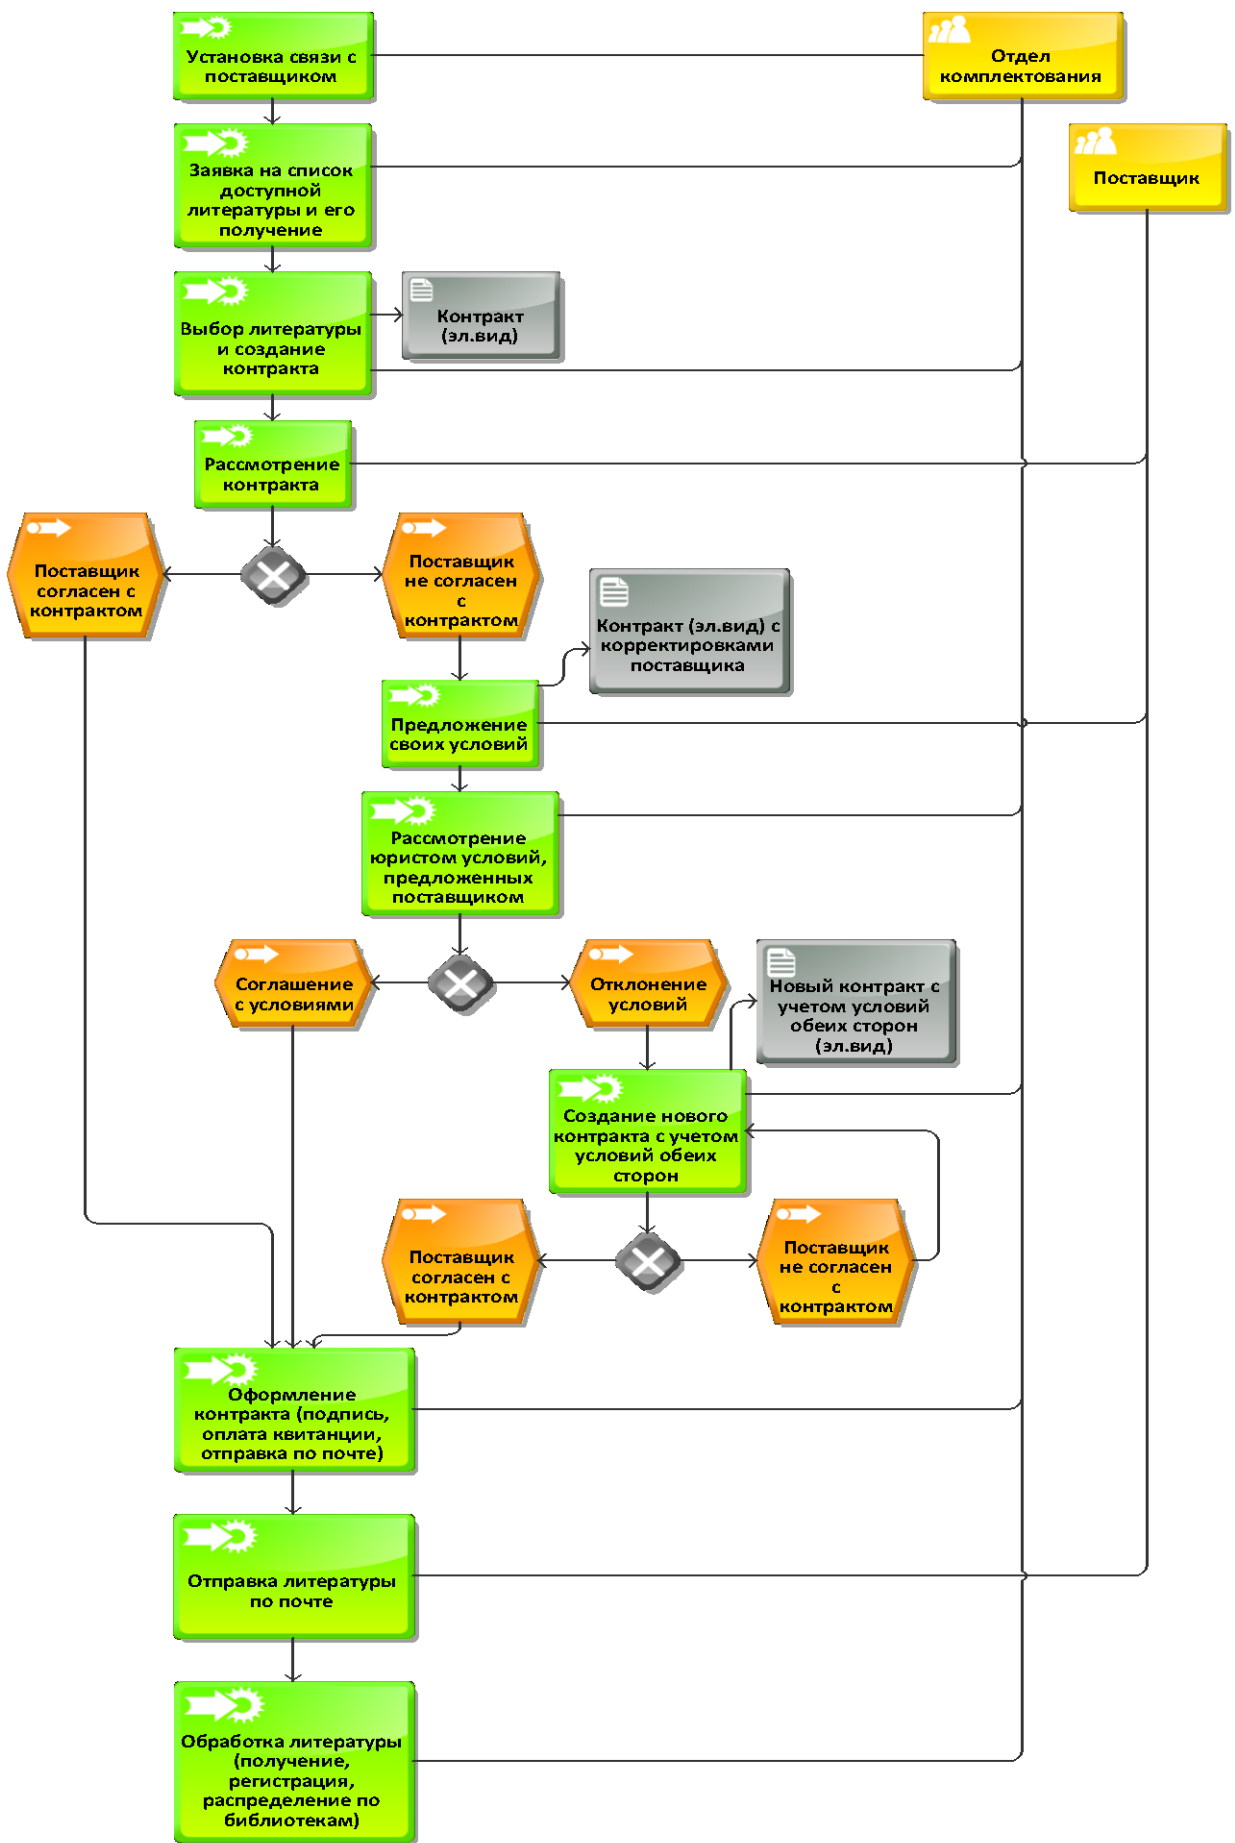 Установка связи с
поставщиком
Отдел
комплектования
Заявка на список
доступной
литературы и его
получение
Поставщик
Выбор литературы
и создание
контракта
Контракт
(эл.вид)
Рассмотрение
контракта
Поставщик
согласен с
контрактом
Поставщик
не согласен
с
контрактом
Контракт (эл.вид) с
корректировками
поставщика
Предложение
своих условий
Рассмотрение
юристом условий,
предложенных
поставщиком
Соглашение
с условиями
Отклонение
условий
Новый контракт с
учетом условий
обеих сторон
(эл.вид)
Создание нового
контракта с учетом
условий обеих
сторон
Поставщик
согласен с
контрактом
Поставщик
не согласен
с
контрактом
Оформление
контракта (подпись,
оплата квитанции,
отправка по почте)
Отправка литературы
по почте
Обработка литературы
(получение,
регистрация,
распределение по
библиотекам)